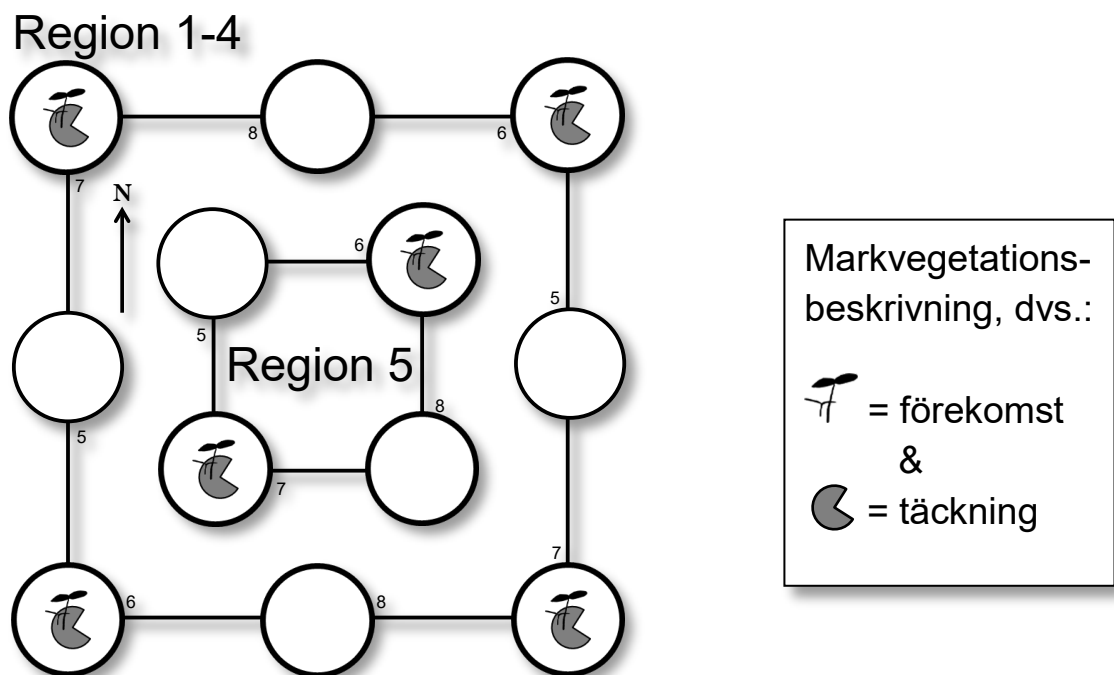 Region 1-4
8
6
7
N
6
5
5
Region 5
8
5
7
7
6
8
Markvegetations-
beskrivning, dvs.:
= förekomst
&
= täckning